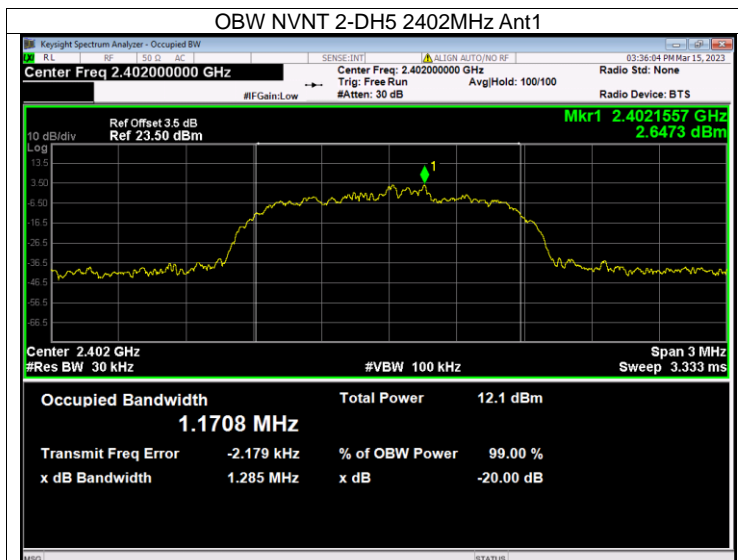 OBW NVNT 2-DH5 2402MHz Ant1
Keysight Spectrum Analyzer - Occupied BW
RL RF 50 Ω AC SENSE:INT ALIGN AUTO/NO RF 03:36:04 PM Mar 15, 2023
Center Freq 2.402000000 GHz Center Freq: 2.402000000 GHz Radio Std: None
Trig: Free Run Avg|Hold: 100/100
#IFGain:Low #Atten: 30 dB Radio Device: BTS
Mkr1 2.4021557 GHz
2.6473 dBm
Ref Offset 3.5 dB
10 dB/div Ref 23.50 dBm
Log
13.5
1
3.50
-6.50
-16.5
-26.5
-36.5
-46.5
-56.5
-66.5
Center 2.402 GHz Span 3 MHz
#Res BW 30 kHz #VBW 100 kHz Sweep 3.333 ms
Occupied Bandwidth Total Power 12.1 dBm
1.1708 MHz
Transmit Freq Error -2.179 kHz % of OBW Power 99.00 %
x dB Bandwidth 1.285 MHz x dB -20.00 dB
MSG STATUS